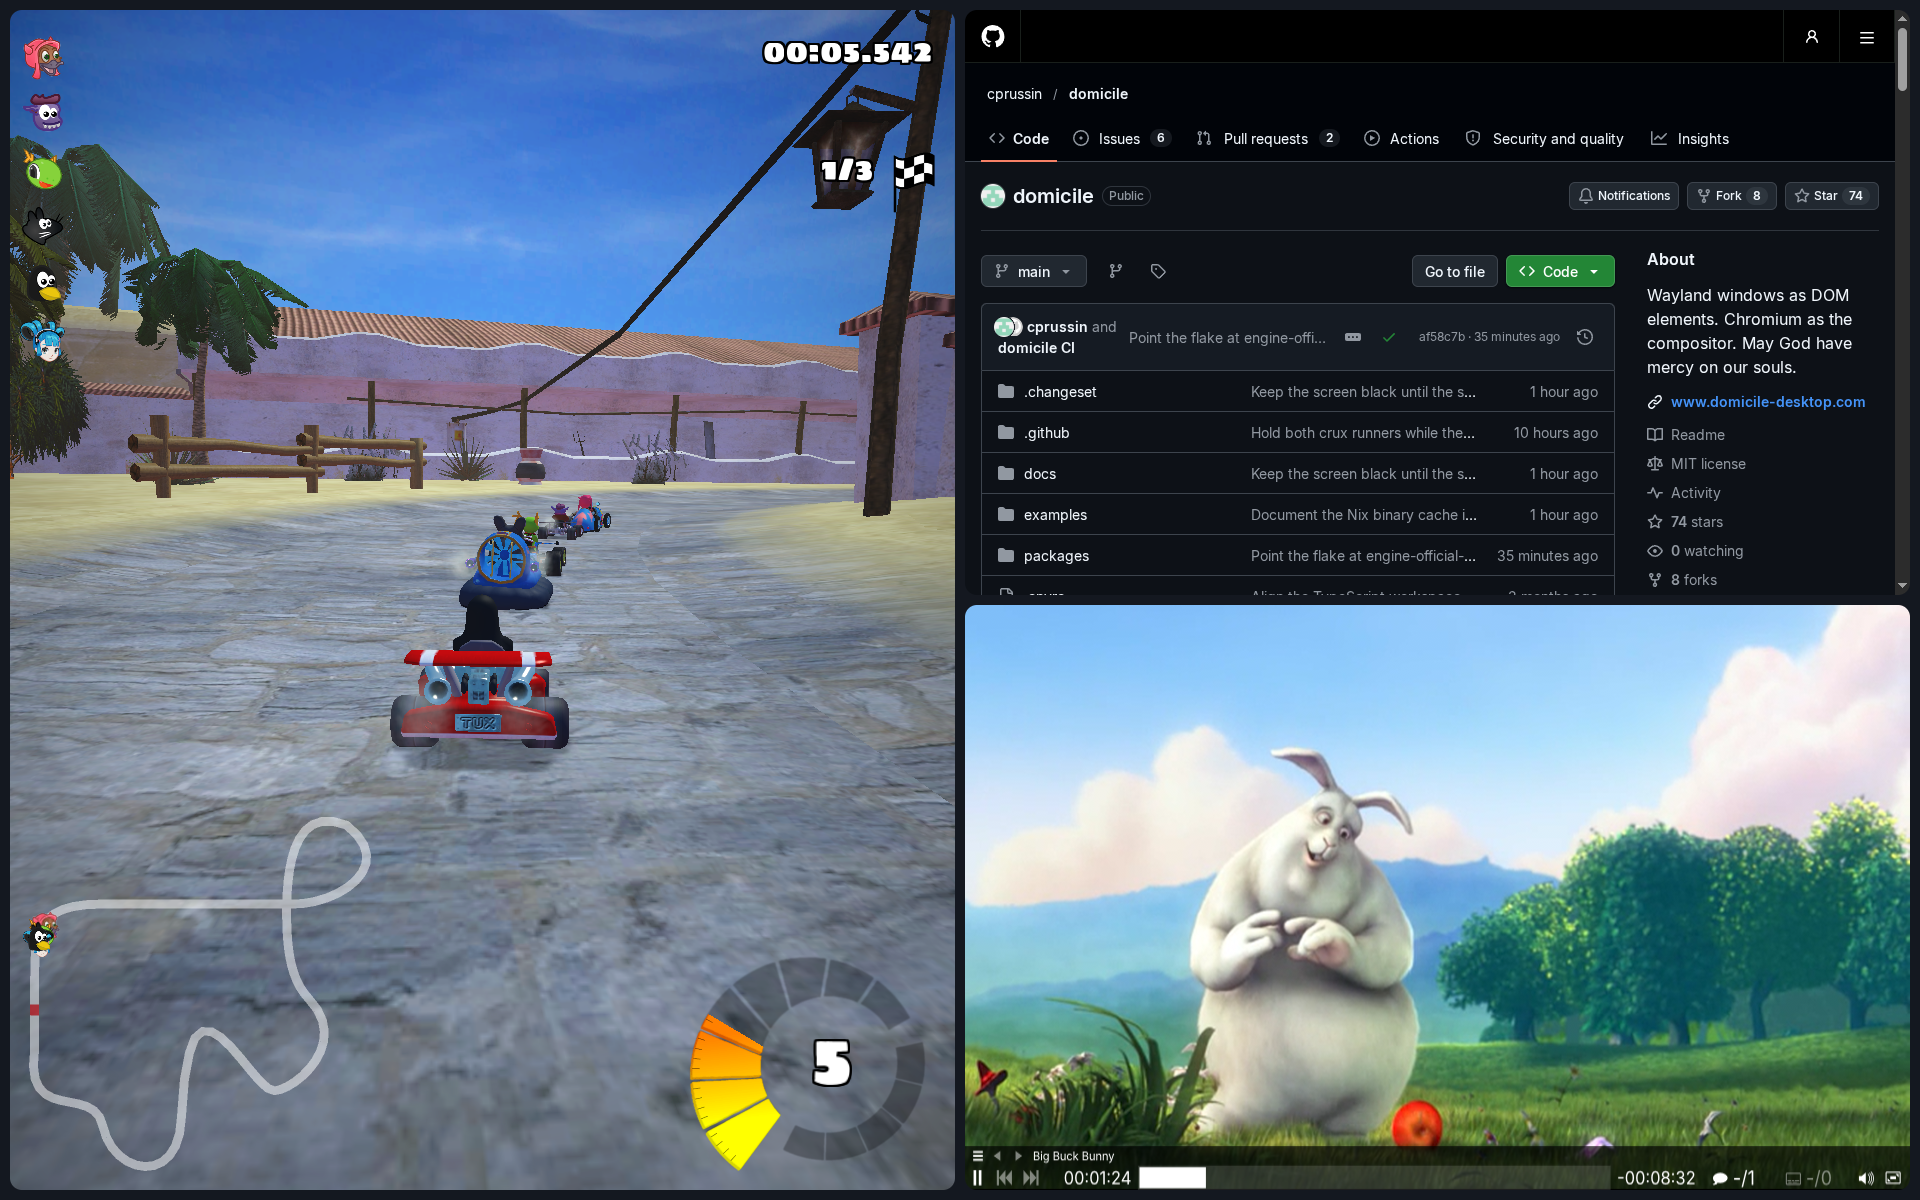 00:05.542
1/3
TUX
5
cprussin / domicile
Code
Issues 6
Pull requests 2
Actions
Security and quality
Insights
domicile Public
Notifications
Fork 8
Star 74
main
Go to file
Code
cprussin and
domicile CI
Point the flake at engine-offi...
af58c7b · 35 minutes ago
.changeset Keep the screen black until the s... 1 hour ago
.github Hold both crux runners while the... 10 hours ago
docs Keep the screen black until the s... 1 hour ago
examples Document the Nix binary cache i... 1 hour ago
packages Point the flake at engine-official-... 35 minutes ago
About
Wayland windows as DOM
elements. Chromium as the
compositor. May God have
mercy on our souls.
www.domicile-desktop.com
Readme
MIT license
Activity
74 stars
0 watching
8 forks
Big Buck Bunny
00:01:24
-00:08:32
-/1
-/0